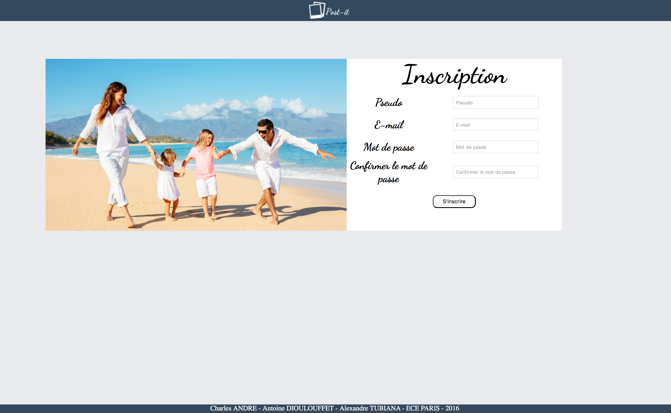 Post-it
Inscription
Pseudo
Pseudo
E-mail
E-mail
Mot de passe
Mot de passe
Confirmer le mot de
passe
Confirmer le mot de passe
S'inscrire
Charles ANDRE - Antoine DIOULOUFFET - Alexandre TUBIANA - ECE PARIS - 2016